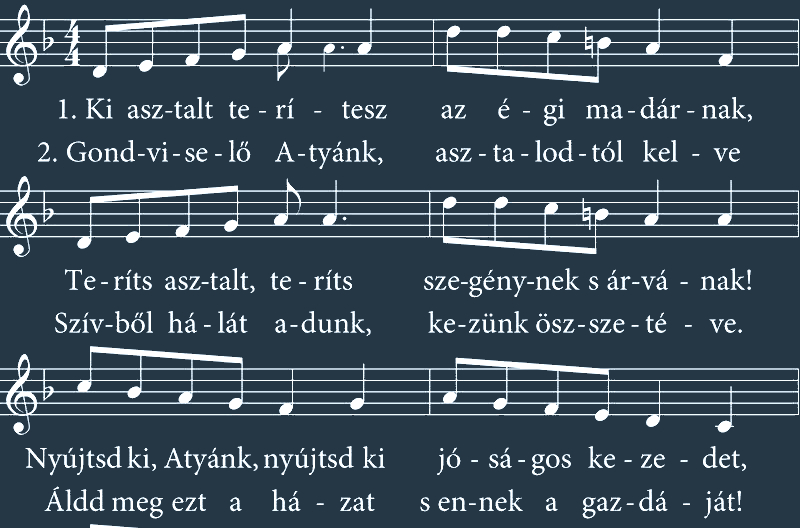 1. Ki asz-talt te - rí - tesz az é - gi ma-dár-nak,
2. Gond-vi-se-lő A-tyánk, asz-ta-lod-tól kel - ve
Te-ríts asz-talt, te - ríts sze-gény-nek s ár-vá - nak!
Szív-ből há-lát a-dunk, ke-zünk ösz-sze-té - ve.
Nyújtsd ki, Atyánk, nyújtsd ki jó - sá-gos ke-ze - det,
Áldd meg ezt a há - zat s en-nek a gaz-dá - ját!